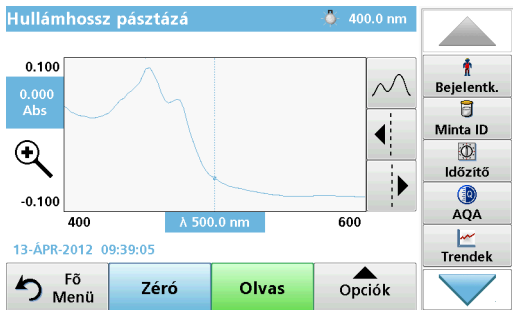 Hullámhossz pásztázá
400.0 nm
0.100
0.000
Abs
-0.100
400
λ 500.0 nm
600
13-ÁPR-2012 09:39:05
Fő
Menü
Zéró
Olvas
Opciók
Bejelentk.
Minta ID
Időzítő
AQA
Trendek